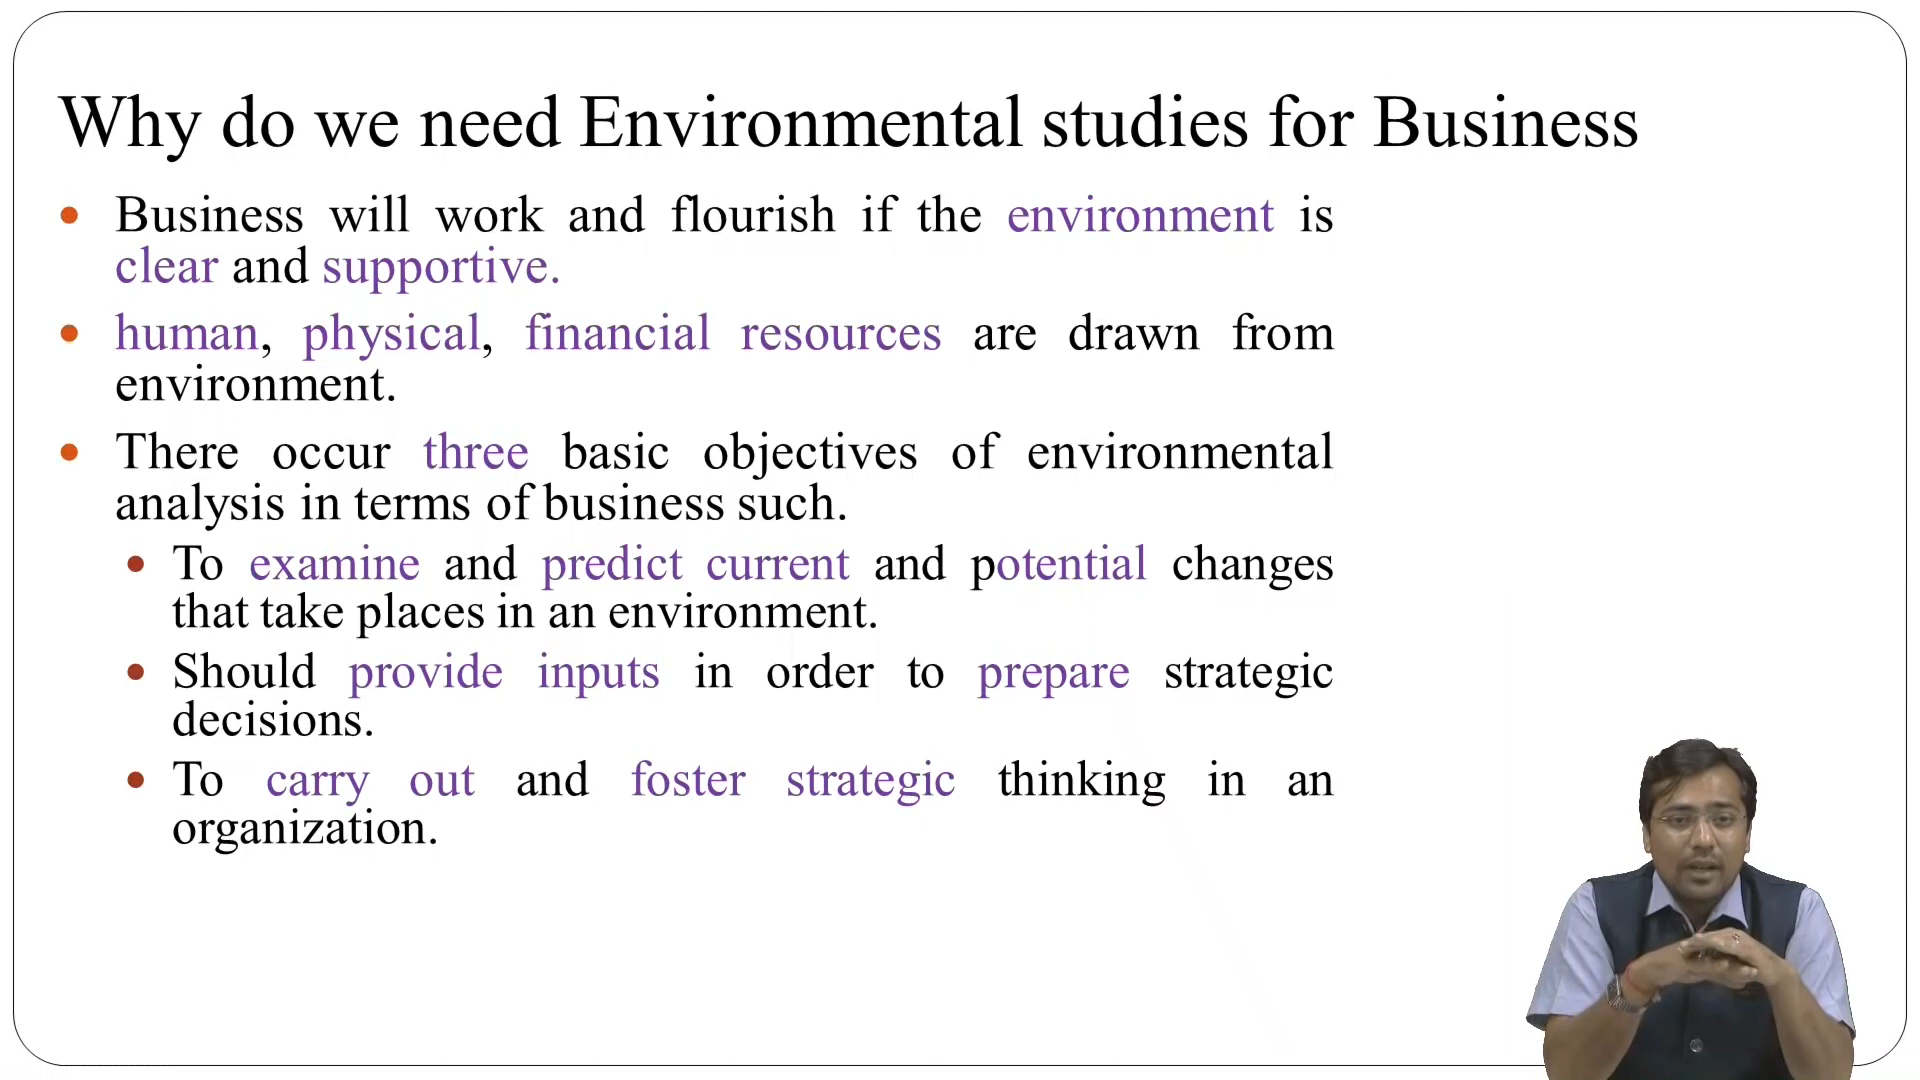 Why do we need Environmental studies for Business
Business will work and flourish if the environment is
clear and supportive.
human, physical, financial resources are drawn from
environment.
There occur three basic objectives of environmental
analysis in terms of business such.
To examine and predict current and potential changes
that take places in an environment.
Should provide inputs in order to prepare strategic
decisions.
To carry out and foster strategic thinking in an
organization.